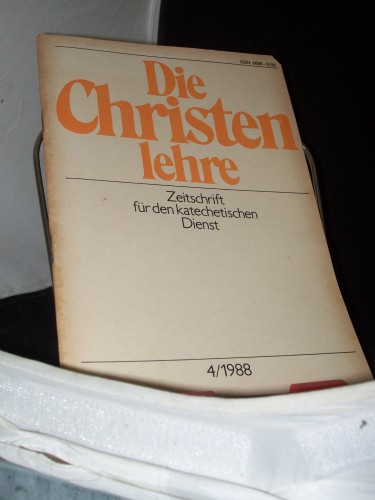 Die
Christen
lehre
Zeitschrift
für den katechetischen
Dienst
4/1988